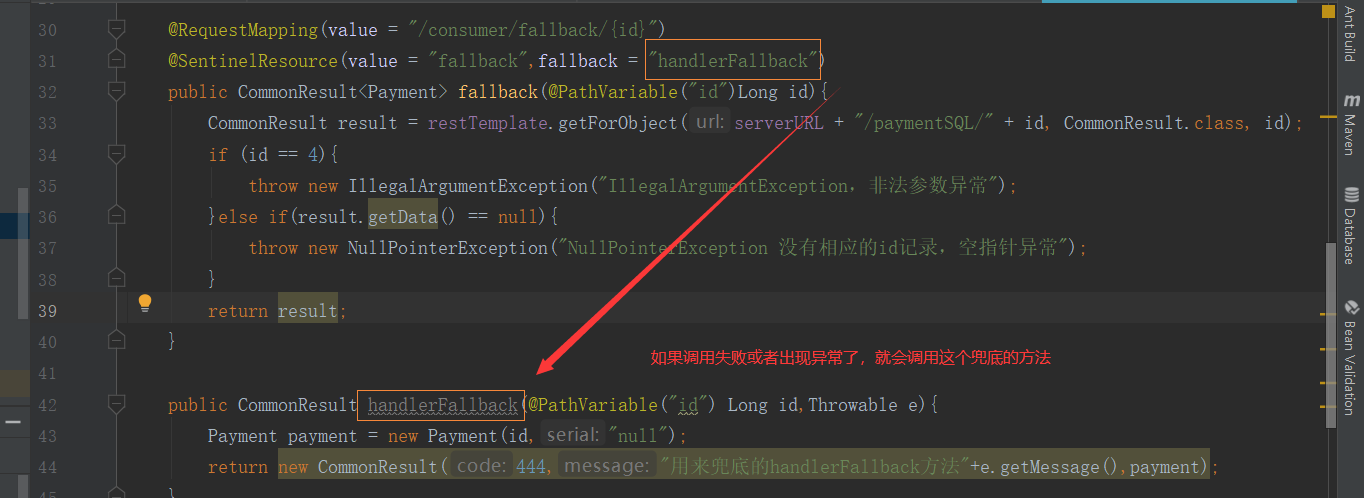 30 @RequestMapping(value = "/consumer/fallback/{id}")
31 @SentinelResource(value = "fallback",fallback = "handlerFallback")
32 public CommonResult<Payment> fallback(@PathVariable("id")Long id){
33 CommonResult result = restTemplate.getForObject( url: serverURL + "/paymentSQL/" + id, CommonResult.class, id);
34 if (id == 4){
35 throw new IllegalArgumentException("IllegalArgumentException，非法参数异常");
36 }else if(result.getData() == null){
37 throw new NullPointerException("NullPointerException 没有相应的id记录，空指针异常");
38 }
39 return result;
40 }
如果调用失败或者出现异常了，就会调用这个兜底的方法
41
42 public CommonResult handlerFallback(@PathVariable("id") Long id,Throwable e){
43 Payment payment = new Payment(id, serial: "null");
44 return new CommonResult( code: 444, message: "用来兜底的handlerFallback方法"+e.getMessage(),payment);
Ant Build
Maven
Database
Bean Validation